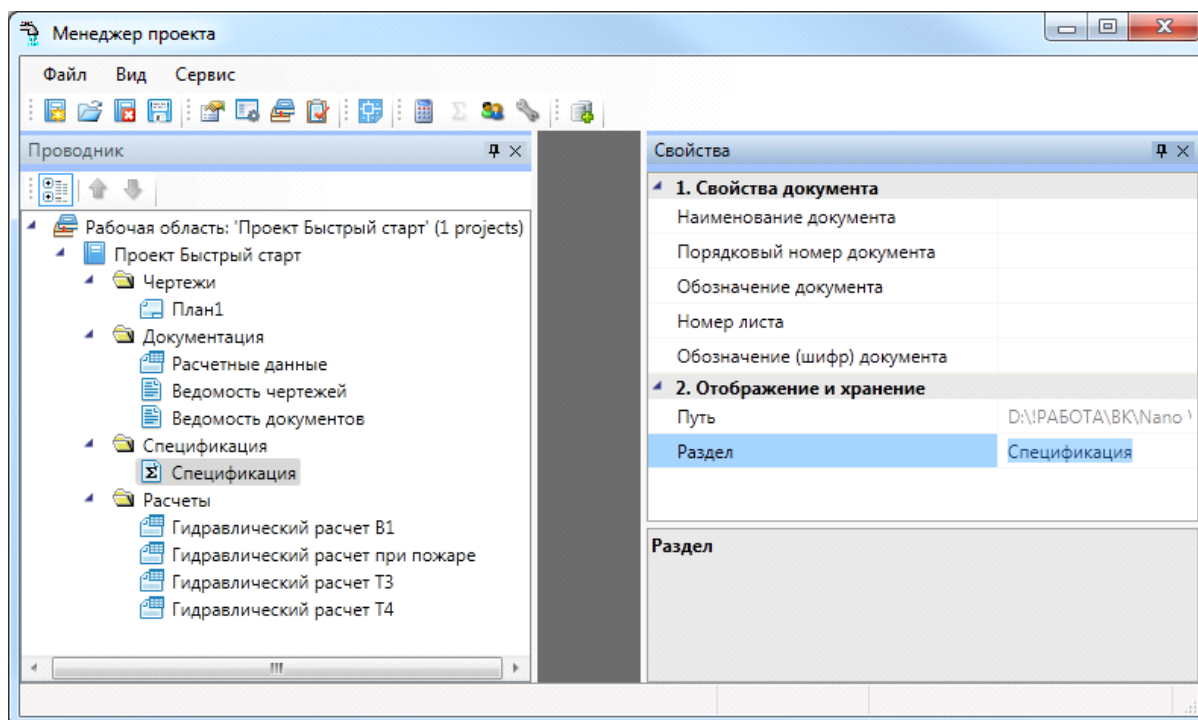 Менеджер проекта
Файл Вид Сервис
Проводник
Рабочая область: 'Проект Быстрый старт' (1 projects)
Проект Быстрый старт
Чертежи
План1
Документация
Расчетные данные
Ведомость чертежей
Ведомость документов
Спецификация
Спецификация
Расчеты
Гидравлический расчет В1
Гидравлический расчет при пожаре
Гидравлический расчет Т3
Гидравлический расчет Т4
Свойства
1. Свойства документа
Наименование документа
Порядковый номер документа
Обозначение документа
Номер листа
Обозначение (шифр) документа
2. Отображение и хранение
Путь D:\!РАБОТА\ВК\Nano
Раздел Спецификация
Раздел